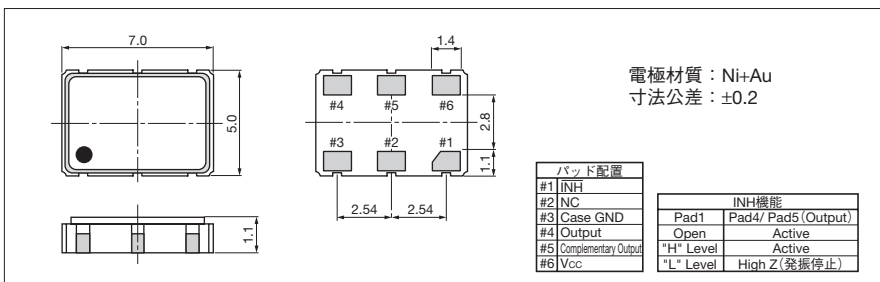 7.0
5.0
1.1
1.4
#4 #5 #6
#3 #2 #1
2.8
1.1
2.54 2.54
電極材質：Ni+Au
寸法公差：±0.2
パッド配置
#1 INH
#2 NC
#3 Case GND
#4 Output
#5 Complementary Output
#6 Vcc
INH機能
Pad1 Pad4/ Pad5(Output)
Open Active
"H" Level Active
"L" Level High Z(発振停止)